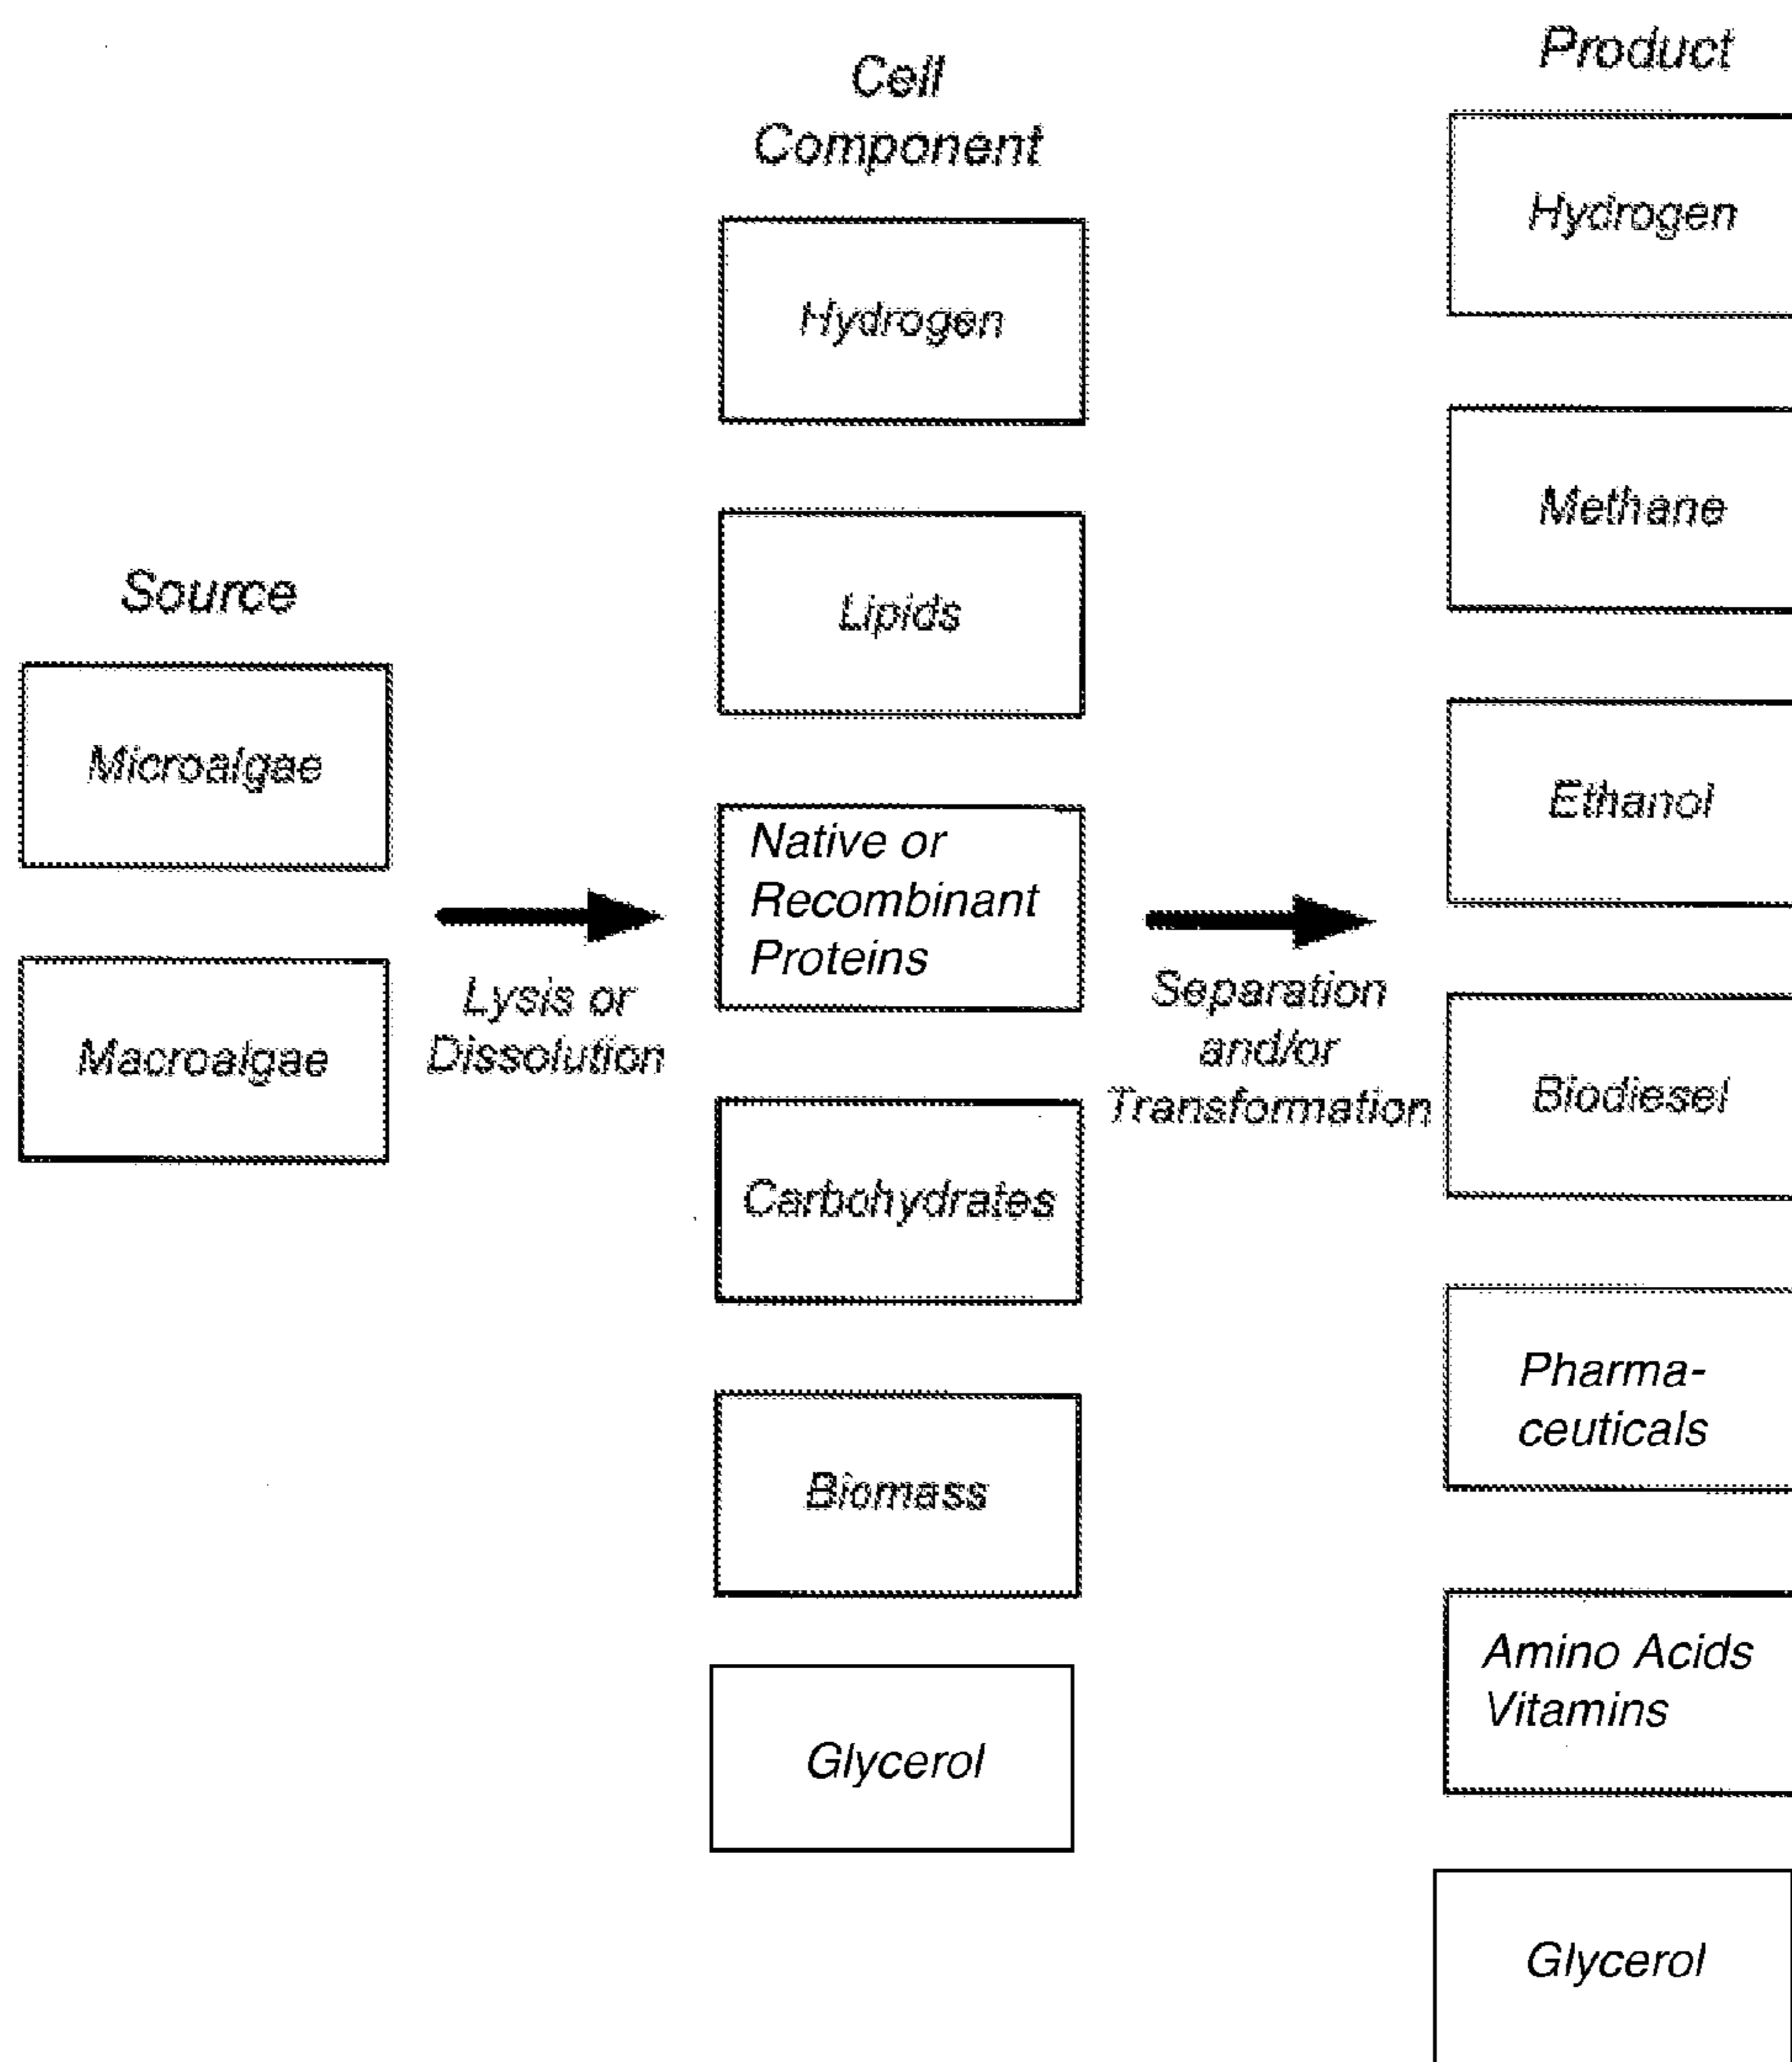 Source
Microalgae
Macroalgae
Lysis or
Dissolution
Cell
Component
Hydrogen
Lipids
Native or
Recombinant
Proteins
Carbohydrates
Biomass
Glycerol
Separation
and/or
Transformation
Product
Hydrogen
Methane
Ethanol
Biodiesel
Pharma-
ceuticals
Amino Acids
Vitamins
Glycerol